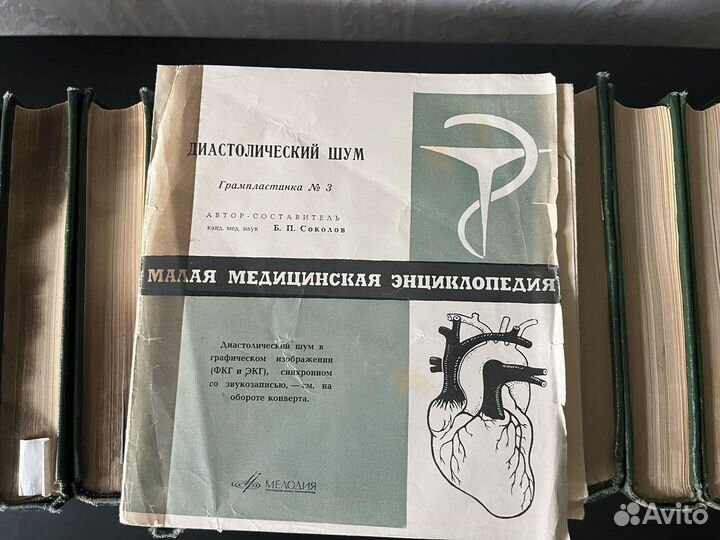 ДИАСТОЛИЧЕСКИЙ ШУМ
Грампластинка № 3
АВТОР-СОСТАВИТЕЛЬ
канд. мед. наук Б. П. Соколов
МАЛАЯ МЕДИЦИНСКАЯ ЭНЦИКЛОПЕДИЯ
Диастолический шум в
графическом изображении
(ФКГ и ЭКГ), синхронном
со звукозаписью, — см. на
обороте конверта.
МЕЛОДИЯ
Avito